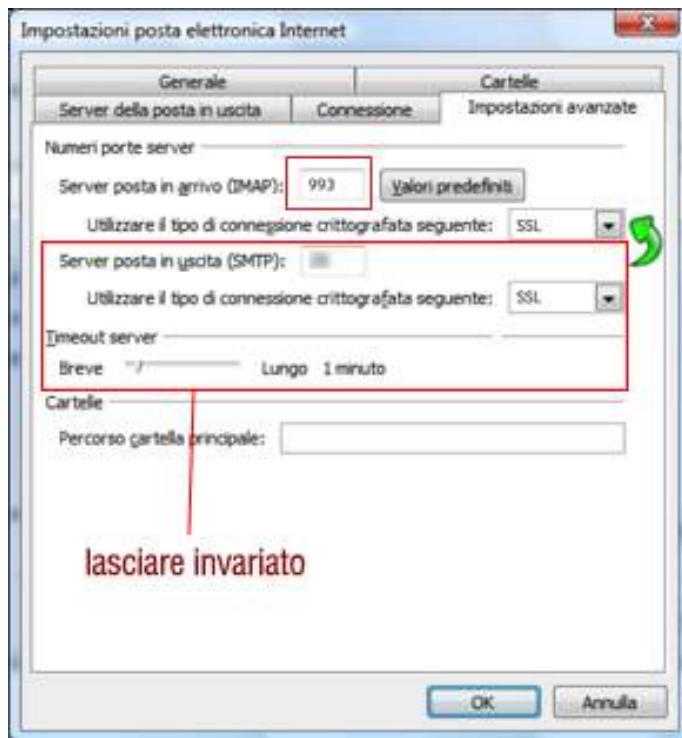 Impostazioni posta elettronica Internet
Generale Cartelle
Server della posta in uscita Connessione Impostazioni avanzate
Numeri porte server
Server posta in arrivo (IMAP): 993 Valori predefiniti
Utilizzare il tipo di connessione crittografata seguente: SSL
Server posta in uscita (SMTP):
Utilizzare il tipo di connessione crittografata seguente: SSL
Timeout server
Breve Lungo 1 minuto
Cartelle
Percorso cartella principale:
lasciare invariato
OK Annulla